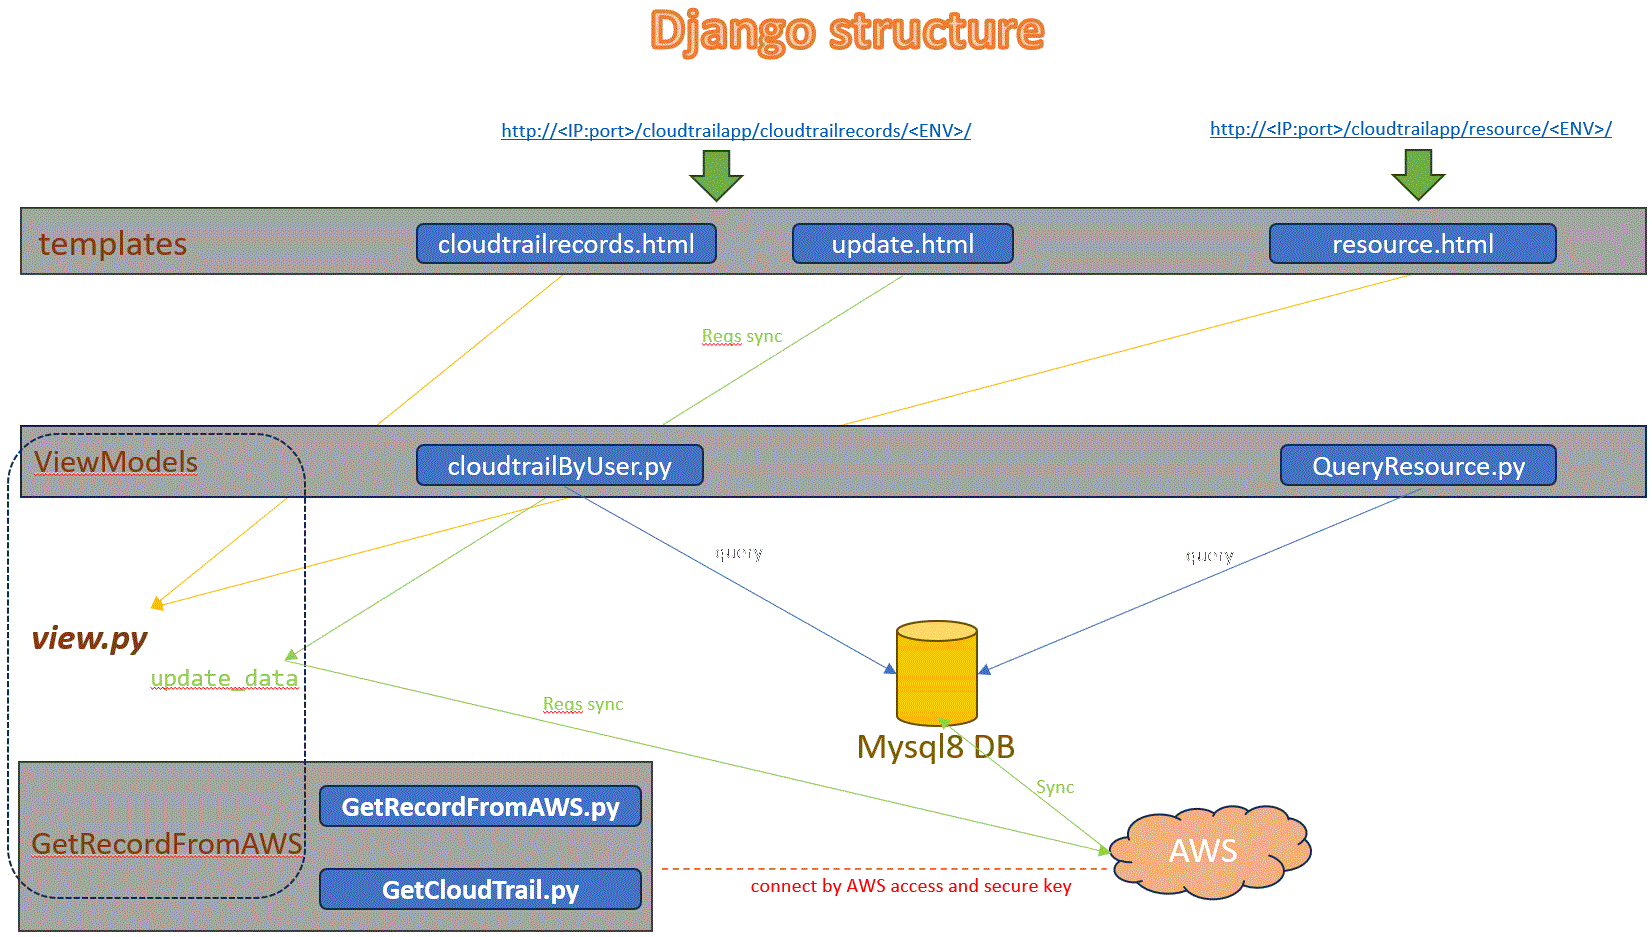 Django structure
http://<IP:port>/cloudtrailapp/cloudtrailrecords/<ENV>/
http://<IP:port>/cloudtrailapp/resource/<ENV>/
templates
cloudtrailrecords.html
update.html
resource.html
Reqs sync
ViewModels
cloudtrailByUser.py
QueryResource.py
query
query
view.py
update_data
Reqs sync
Mysql8 DB
Sync
GetRecordFromAWS.py
GetRecordFromAWS
AWS
GetCloudTrail.py
connect by AWS access and secure key